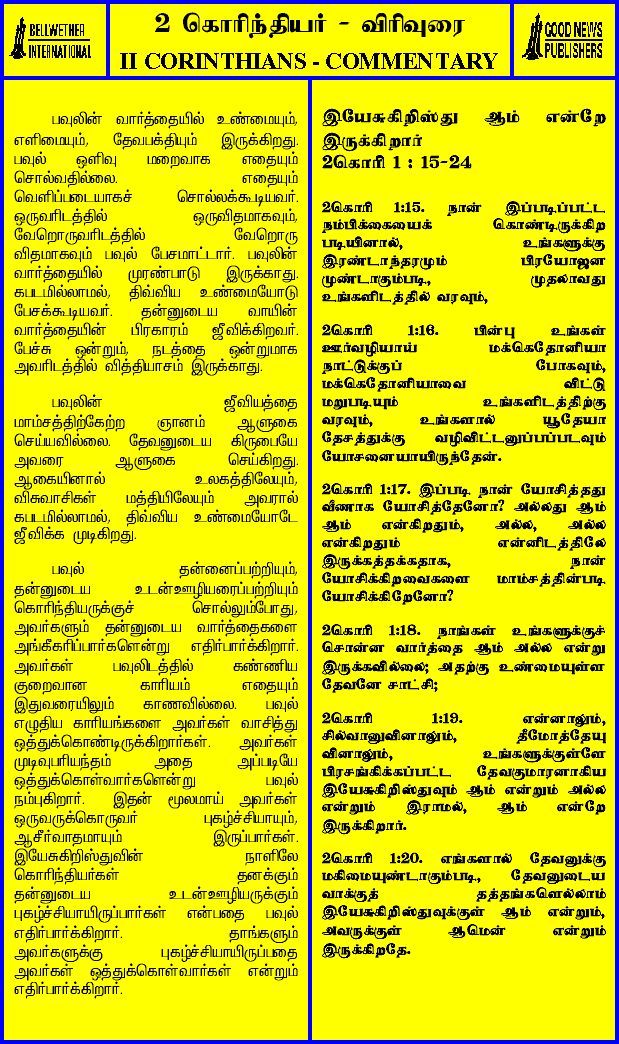 BELLWETHER
INTERNATIONAL
2 கொரிந்தியர் - விரிவுரை
II CORINTHIANS - COMMENTARY
GOOD NEWS
PUBLISHERS
பவுலின் வார்த்தையில் உண்மையும்,
எளிமையும், தேவபக்தியும் இருக்கிறது.
பவுல் ஒளிவு மறைவாக எதையும்
சொல்வதில்லை. எதையும்
வெளிப்படையாகச் சொல்லக்கூடியவர்.
ஒருவரிடத்தில் ஒருவிதமாகவும்,
வேறொருவரிடத்தில் வேறொரு
விதமாகவும் பவுல் பேசமாட்டார். பவுலின்
வார்த்தையில் முரண்பாடு இருக்காது.
கபடமில்லாமல், திவ்விய உண்மையோடு
பேசக்கூடியவர். தன்னுடைய வாயின்
வார்த்தையின் பிரகாரம் ஜீவிக்கிறவர்.
பேச்சு ஒன்றும், நடத்தை ஒன்றுமாக
அவரிடத்தில் வித்தியாசம் இருக்காது.
பவுலின் ஜீவியத்தை
மாம்சத்திற்கேற்ற ஞானம் ஆளுகை
செய்யவில்லை. தேவனுடைய கிருபையே
அவரை ஆளுகை செய்கிறது.
ஆகையினால் உலகத்திலேயும்,
விசுவாசிகள் மத்தியிலேயும் அவரால்
கபடமில்லாமல், திவ்விய உண்மையோடே
ஜீவிக்க முடிகிறது.
பவுல் தன்னைப்பற்றியும்,
தன்னுடைய உடன்ஊழியரைப்பற்றியும்
கொரிந்தியருக்குச் சொல்லும்போது,
அவர்களும் தன்னுடைய வார்த்தைகளை
அங்கீகரிப்பார்களென்று எதிர்பார்க்கிறார்.
அவர்கள் பவுலிடத்தில் கண்ணிய
குறைவான காரியம் எதையும்
இதுவரையிலும் காணவில்லை. பவுல்
எழுதிய காரியங்களை அவர்கள் வாசித்து
ஒத்துக்கொண்டிருக்கிறார்கள். அவர்கள்
முடிவுபரியந்தம் அதை அப்படியே
ஒத்துக்கொள்வார்களென்று பவுல்
நம்புகிறார். இதன் மூலமாய் அவர்கள்
ஒருவருக்கொருவர் புகழ்ச்சியாயும்,
ஆசீர்வாதமாயும் இருப்பார்கள்.
இயேசுகிறிஸ்துவின் நாளிலே
கொரிந்தியர்கள் தனக்கும்
தன்னுடைய உடன்ஊழியருக்கும்
புகழ்ச்சியாயிருப்பார்கள் என்பதை பவுல்
எதிர்பார்க்கிறார். தாங்களும்
அவர்களுக்கு புகழ்ச்சியாயிருப்பதை
அவர்கள் ஒத்துக்கொள்வார்கள் என்றும்
எதிர்பார்க்கிறார்.
இயேசுகிறிஸ்து ஆம் என்றே
இருக்கிறார்
2கொரி 1 : 15-24
2கொரி 1:15. நான் இப்படிப்பட்ட
நம்பிக்கையைக் கொண்டிருக்கிற
படியினால், உங்களுக்கு
இரண்டாந்தரமும் பிரயோஜன
முண்டாகும்படி, முதலாவது
உங்களிடத்தில் வரவும்,
2கொரி 1:16. பின்பு உங்கள்
ஊர்வழியாய் மக்கெதோனியா
நாட்டுக்குப் போகவும்,
மக்கெதோனியாவை விட்டு
மறுபடியும் உங்களிடத்திற்கு
வரவும், உங்களால் யூதேயா
தேசத்துக்கு வழிவிட்டனுப்பப்படவும்
யோசனையாயிருந்தேன்.
2கொரி 1:17. இப்படி நான் யோசித்தது
வீணாக யோசித்தேனோ? அல்லது ஆம்
ஆம் என்கிறதும், அல்ல, அல்ல
என்கிறதும் என்னிடத்திலே
இருக்கத்தக்கதாக, நான்
யோசிக்கிறவைகளை மாம்சத்தின்படி
யோசிக்கிறேனோ?
2கொரி 1:18. நாங்கள் உங்களுக்குச்
சொன்ன வார்த்தை ஆம் அல்ல என்று
இருக்கவில்லை; அதற்கு உண்மையுள்ள
தேவனே சாட்சி;
2கொரி 1:19. என்னாலும்,
சில்வானுவினாலும், தீமோத்தேயு
வினாலும், உங்களுக்குள்ளே
பிரசங்கிக்கப்பட்ட தேவகுமாரனாகிய
இயேசுகிறிஸ்துவும் ஆம் என்றும் அல்ல
என்றும் இராமல், ஆம் என்றே
இருக்கிறார்.
2கொரி 1:20. எங்களால் தேவனுக்கு
மகிமையுண்டாகும்படி, தேவனுடைய
வாக்குத் தத்தங்களெல்லாம்
இயேசுகிறிஸ்துவுக்குள் ஆம் என்றும்,
அவருக்குள் ஆமென் என்றும்
இருக்கிறதே.